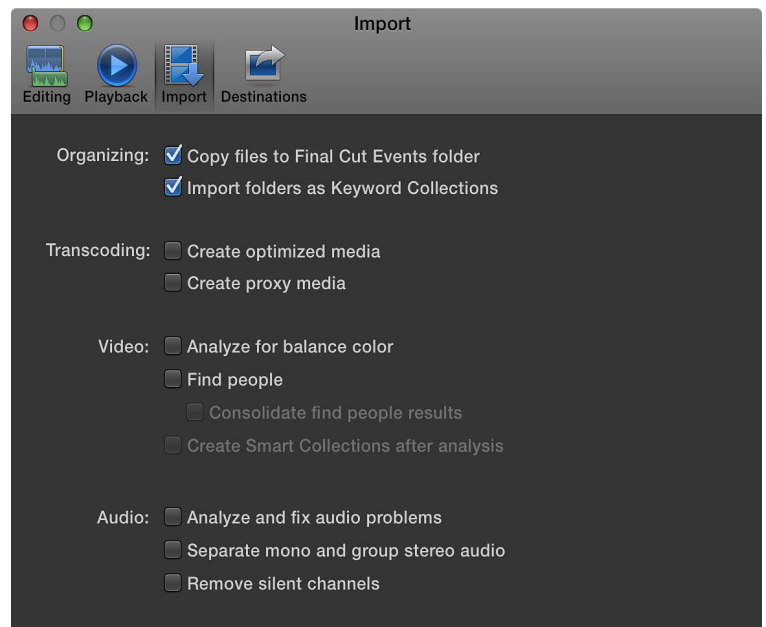 Import
Editing Playback Import Destinations
Organizing: Copy files to Final Cut Events folder
Import folders as Keyword Collections
Transcoding: Create optimized media
Create proxy media
Video: Analyze for balance color
Find people
Consolidate find people results
Create Smart Collections after analysis
Audio: Analyze and fix audio problems
Separate mono and group stereo audio
Remove silent channels